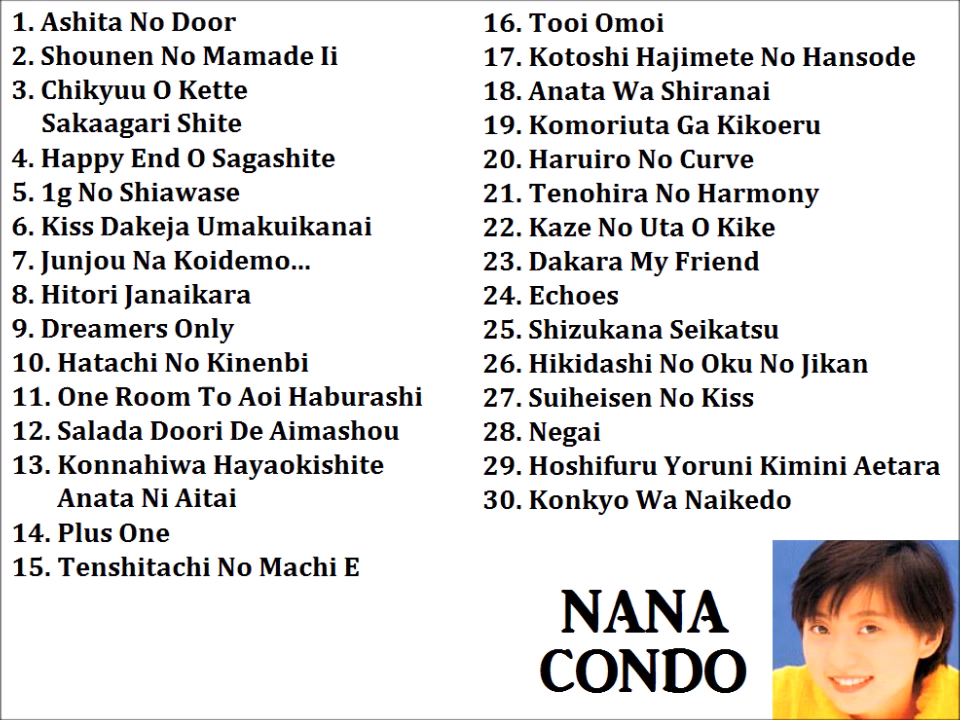 1. Ashita No Door
2. Shounen No Mamade Ii
3. Chikyuu O Kette
Sakaagari Shite
4. Happy End O Sagashite
5. 1g No Shiawase
6. Kiss Dakeja Umakuikanai
7. Junjou Na Koidemo...
8. Hitori Janaikara
9. Dreamers Only
10. Hatachi No Kinenbi
11. One Room To Aoi Haburashi
12. Salada Doori De Aimashou
13. Konnahiwa Hayaokishite
Anata Ni Aitai
14. Plus One
15. Tenshitachi No Machi E
16. Tooi Omoi
17. Kotoshi Hajimete No Hansode
18. Anata Wa Shiranai
19. Komoriuta Ga Kikoeru
20. Haruiro No Curve
21. Tenohira No Harmony
22. Kaze No Uta O Kike
23. Dakara My Friend
24. Echoes
25. Shizukana Seikatsu
26. Hikidashi No Oku No Jikan
27. Suiheisen No Kiss
28. Negai
29. Hoshifuru Yoruni Kimini Aetara
30. Konkyo Wa Naikedo
NANA
CONDO